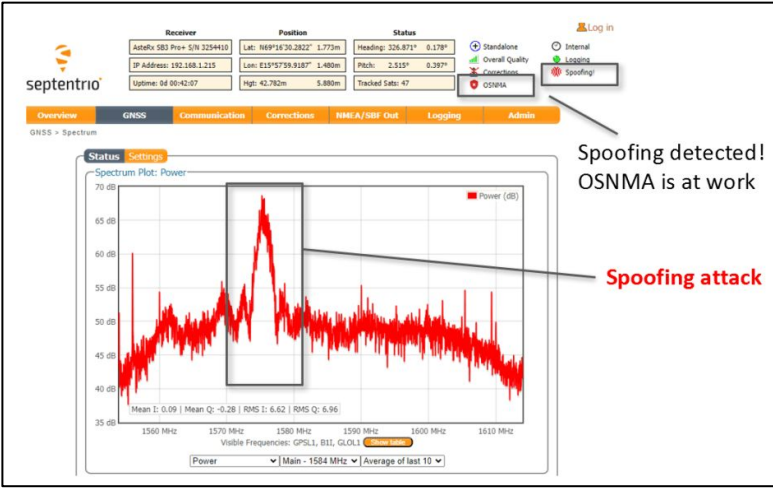 Log in
Receiver Position Status
AsteRx SB3 Pro+ S/N 3254410 Lat: N69°16'30.2822" 1.773m Heading: 326.871° 0.178° Standalone Internal
IP Address: 192.168.1.215 Lon: E15°57'59.9187" 1.480m Pitch: 2.515° 0.397° Overall Quality Logging
Corrections Spoofing!
Uptime: 0d 00:42:07 Hgt: 42.782m 5.880m Tracked Sats: 47 OSNMA
septentrio
Overview GNSS Communication Corrections NMEA/SBF Out Logging Admin
GNSS > Spectrum
Spoofing detected!
OSNMA is at work
Status Settings
Spectrum Plot: Power
70 dB
Power (dB)
65 dB
60 dB
Spoofing attack
55 dB
50 dB
45 dB
40 dB
Mean I: 0.09 | Mean Q: -0.28 | RMS I: 6.62 | RMS Q: 6.96
35 dB
1560 MHz 1570 MHz 1580 MHz 1590 MHz 1600 MHz 1610 MHz
Visible Frequencies: GPSL1, B1I, GLOL1 Show table
Power Main - 1584 MHz Average of last 10